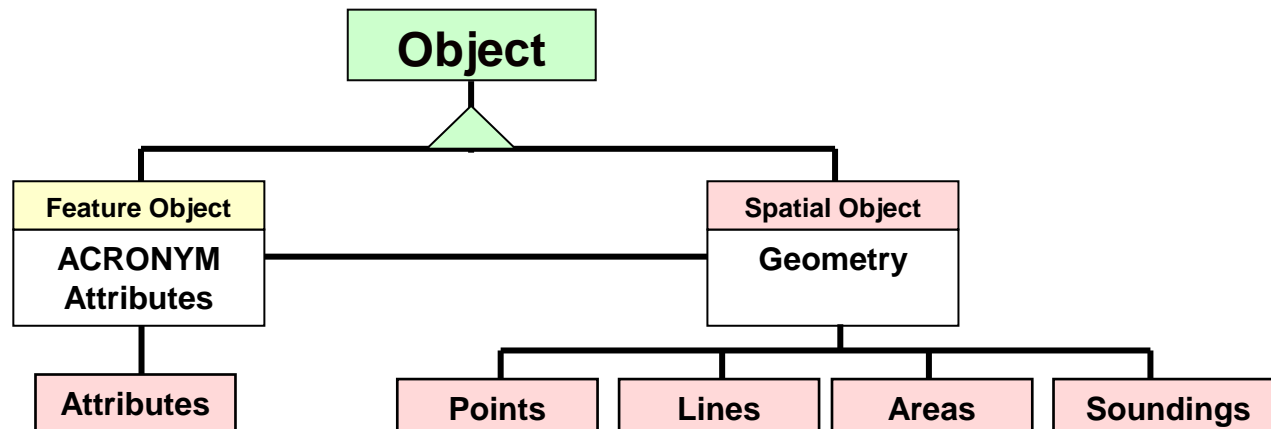 Object
Feature Object
ACRONYM
Attributes
Spatial Object
Geometry
Attributes
Points
Lines
Areas
Soundings